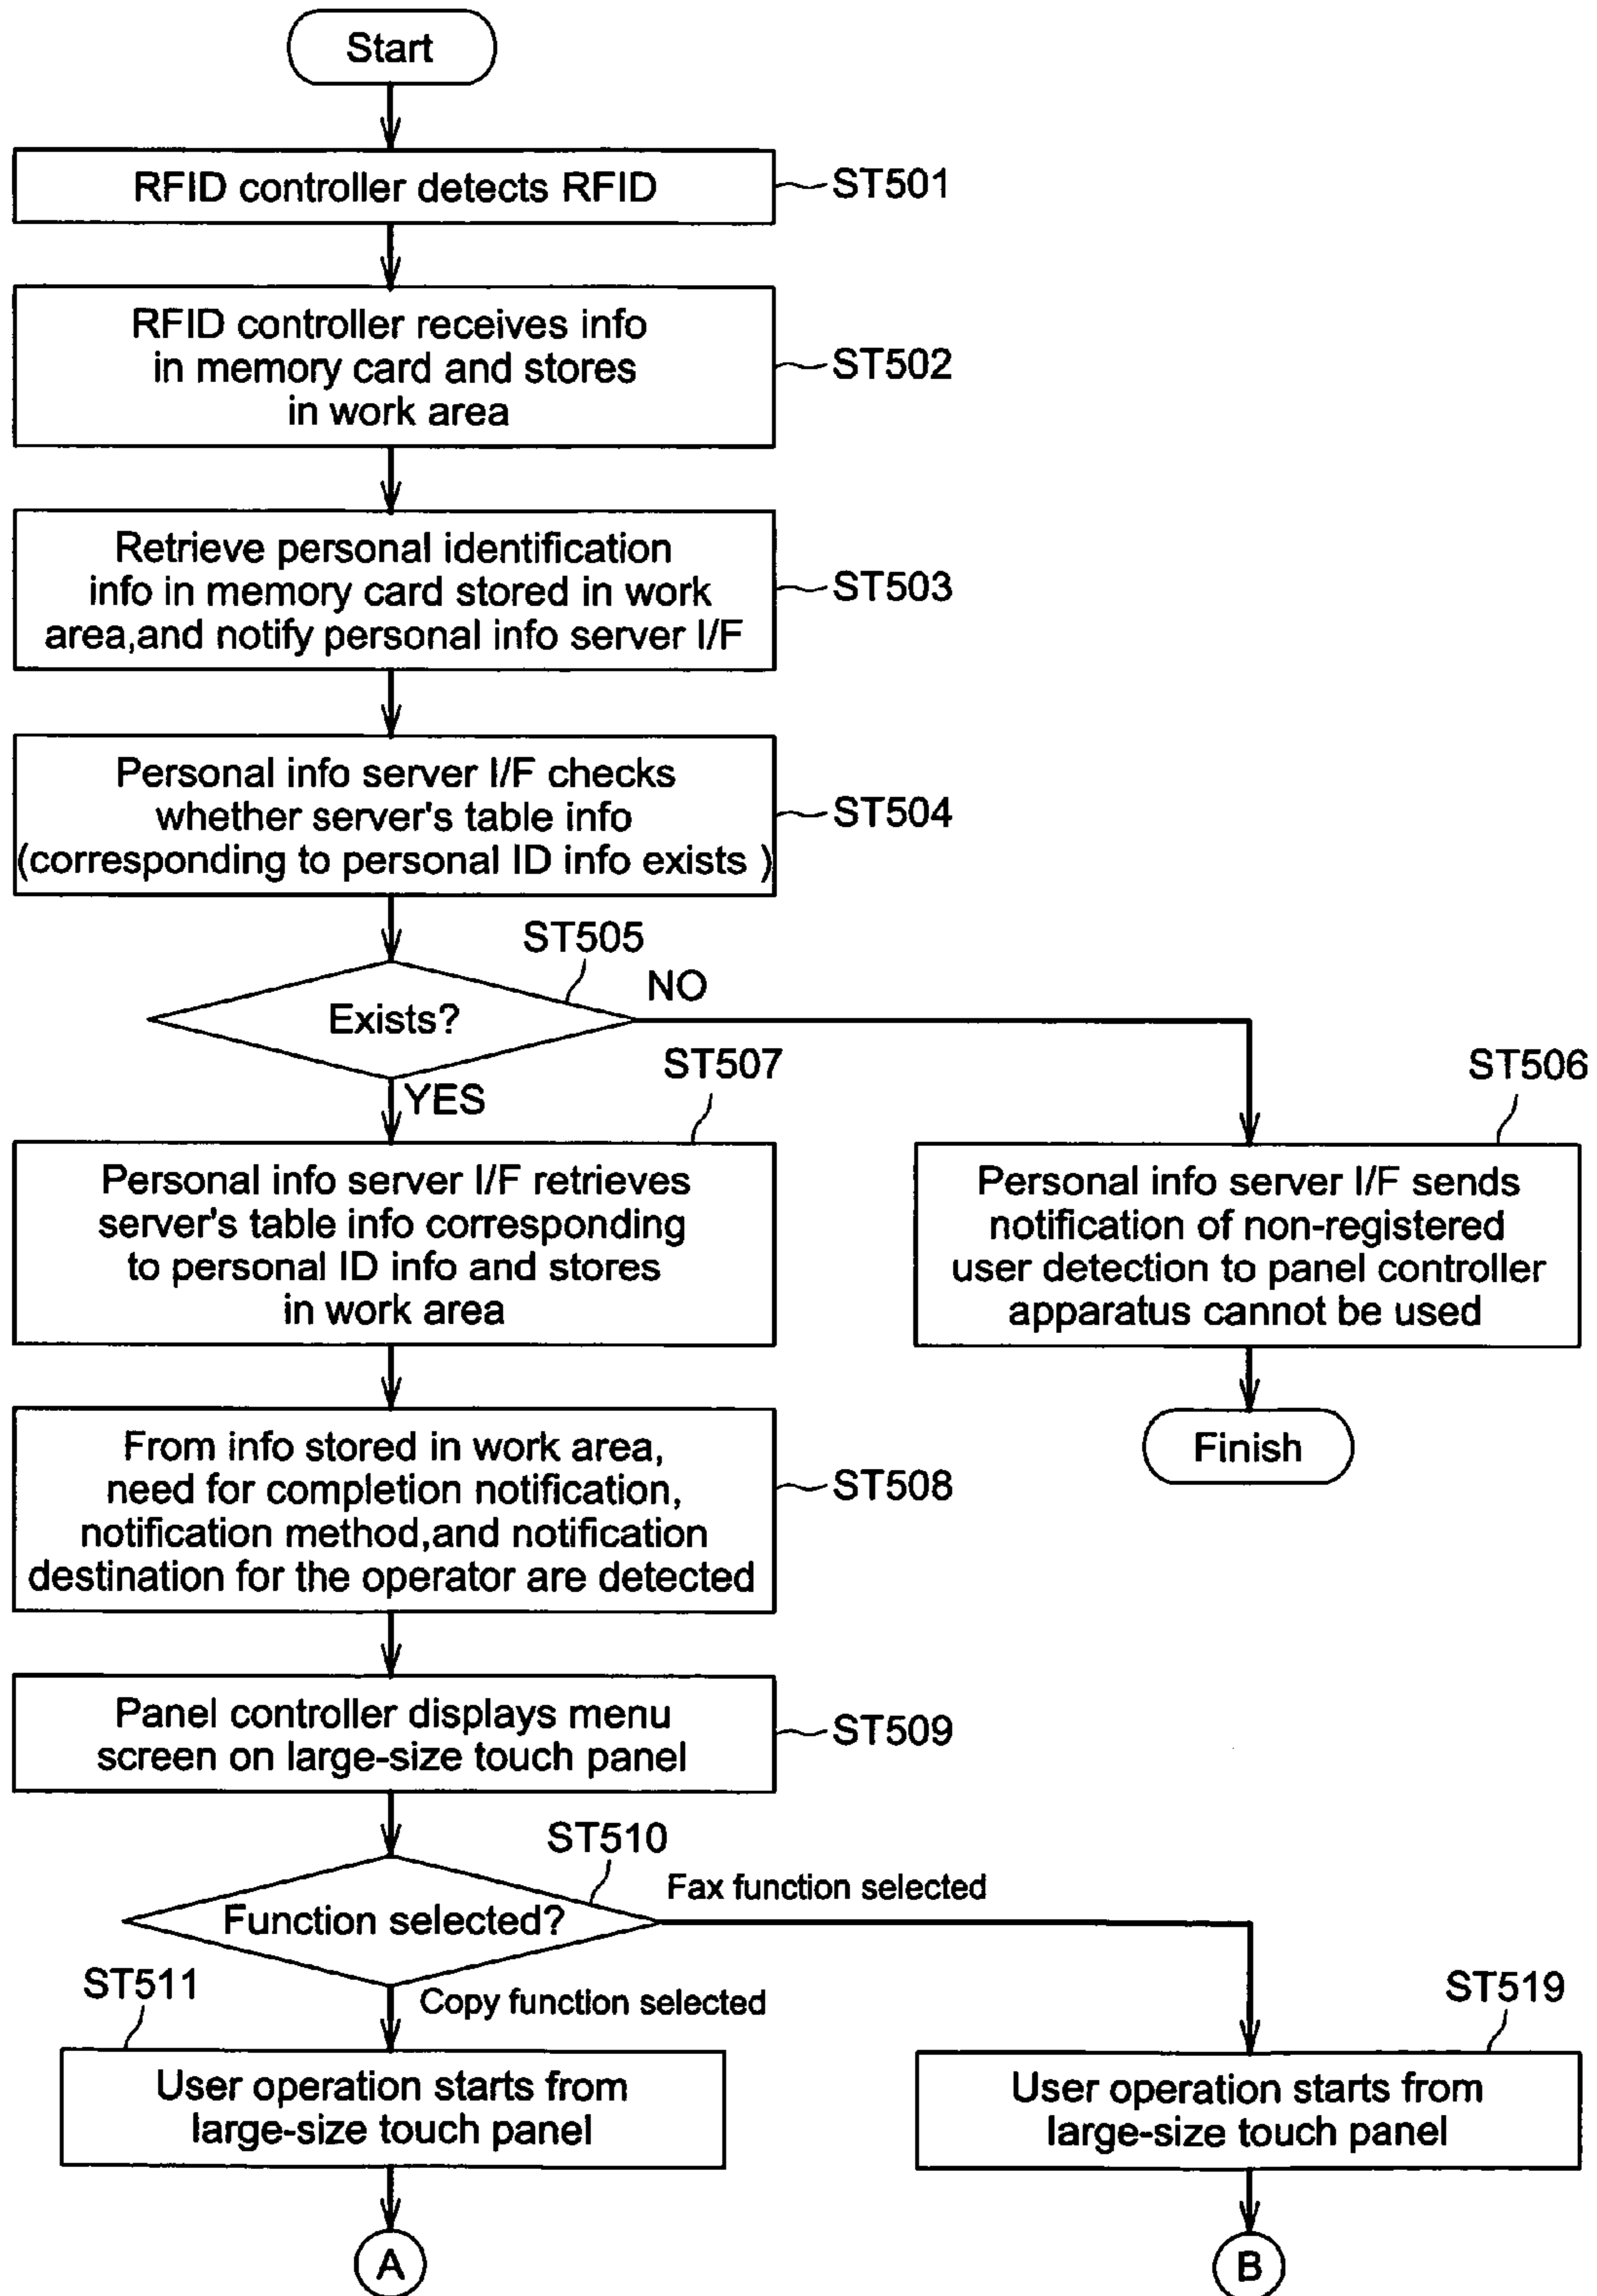 Start
RFID controller detects RFID
ST501
RFID controller receives info
in memory card and stores
in work area
ST502
Retrieve personal identification
info in memory card stored in work
area,and notify personal info server I/F
ST503
Personal info server I/F checks
whether server's table info
(corresponding to personal ID info exists )
ST504
ST505
Exists?
NO
YES
ST507
ST506
Personal info server I/F retrieves
server's table info corresponding
to personal ID info and stores
in work area
Personal info server I/F sends
notification of non-registered
user detection to panel controller
apparatus cannot be used
Finish
From info stored in work area,
need for completion notification,
notification method,and notification
destination for the operator are detected
ST508
Panel controller displays menu
screen on large-size touch panel
ST509
ST510
Function selected?
Fax function selected
Copy function selected
ST511
ST519
User operation starts from
large-size touch panel
User operation starts from
large-size touch panel
A
B